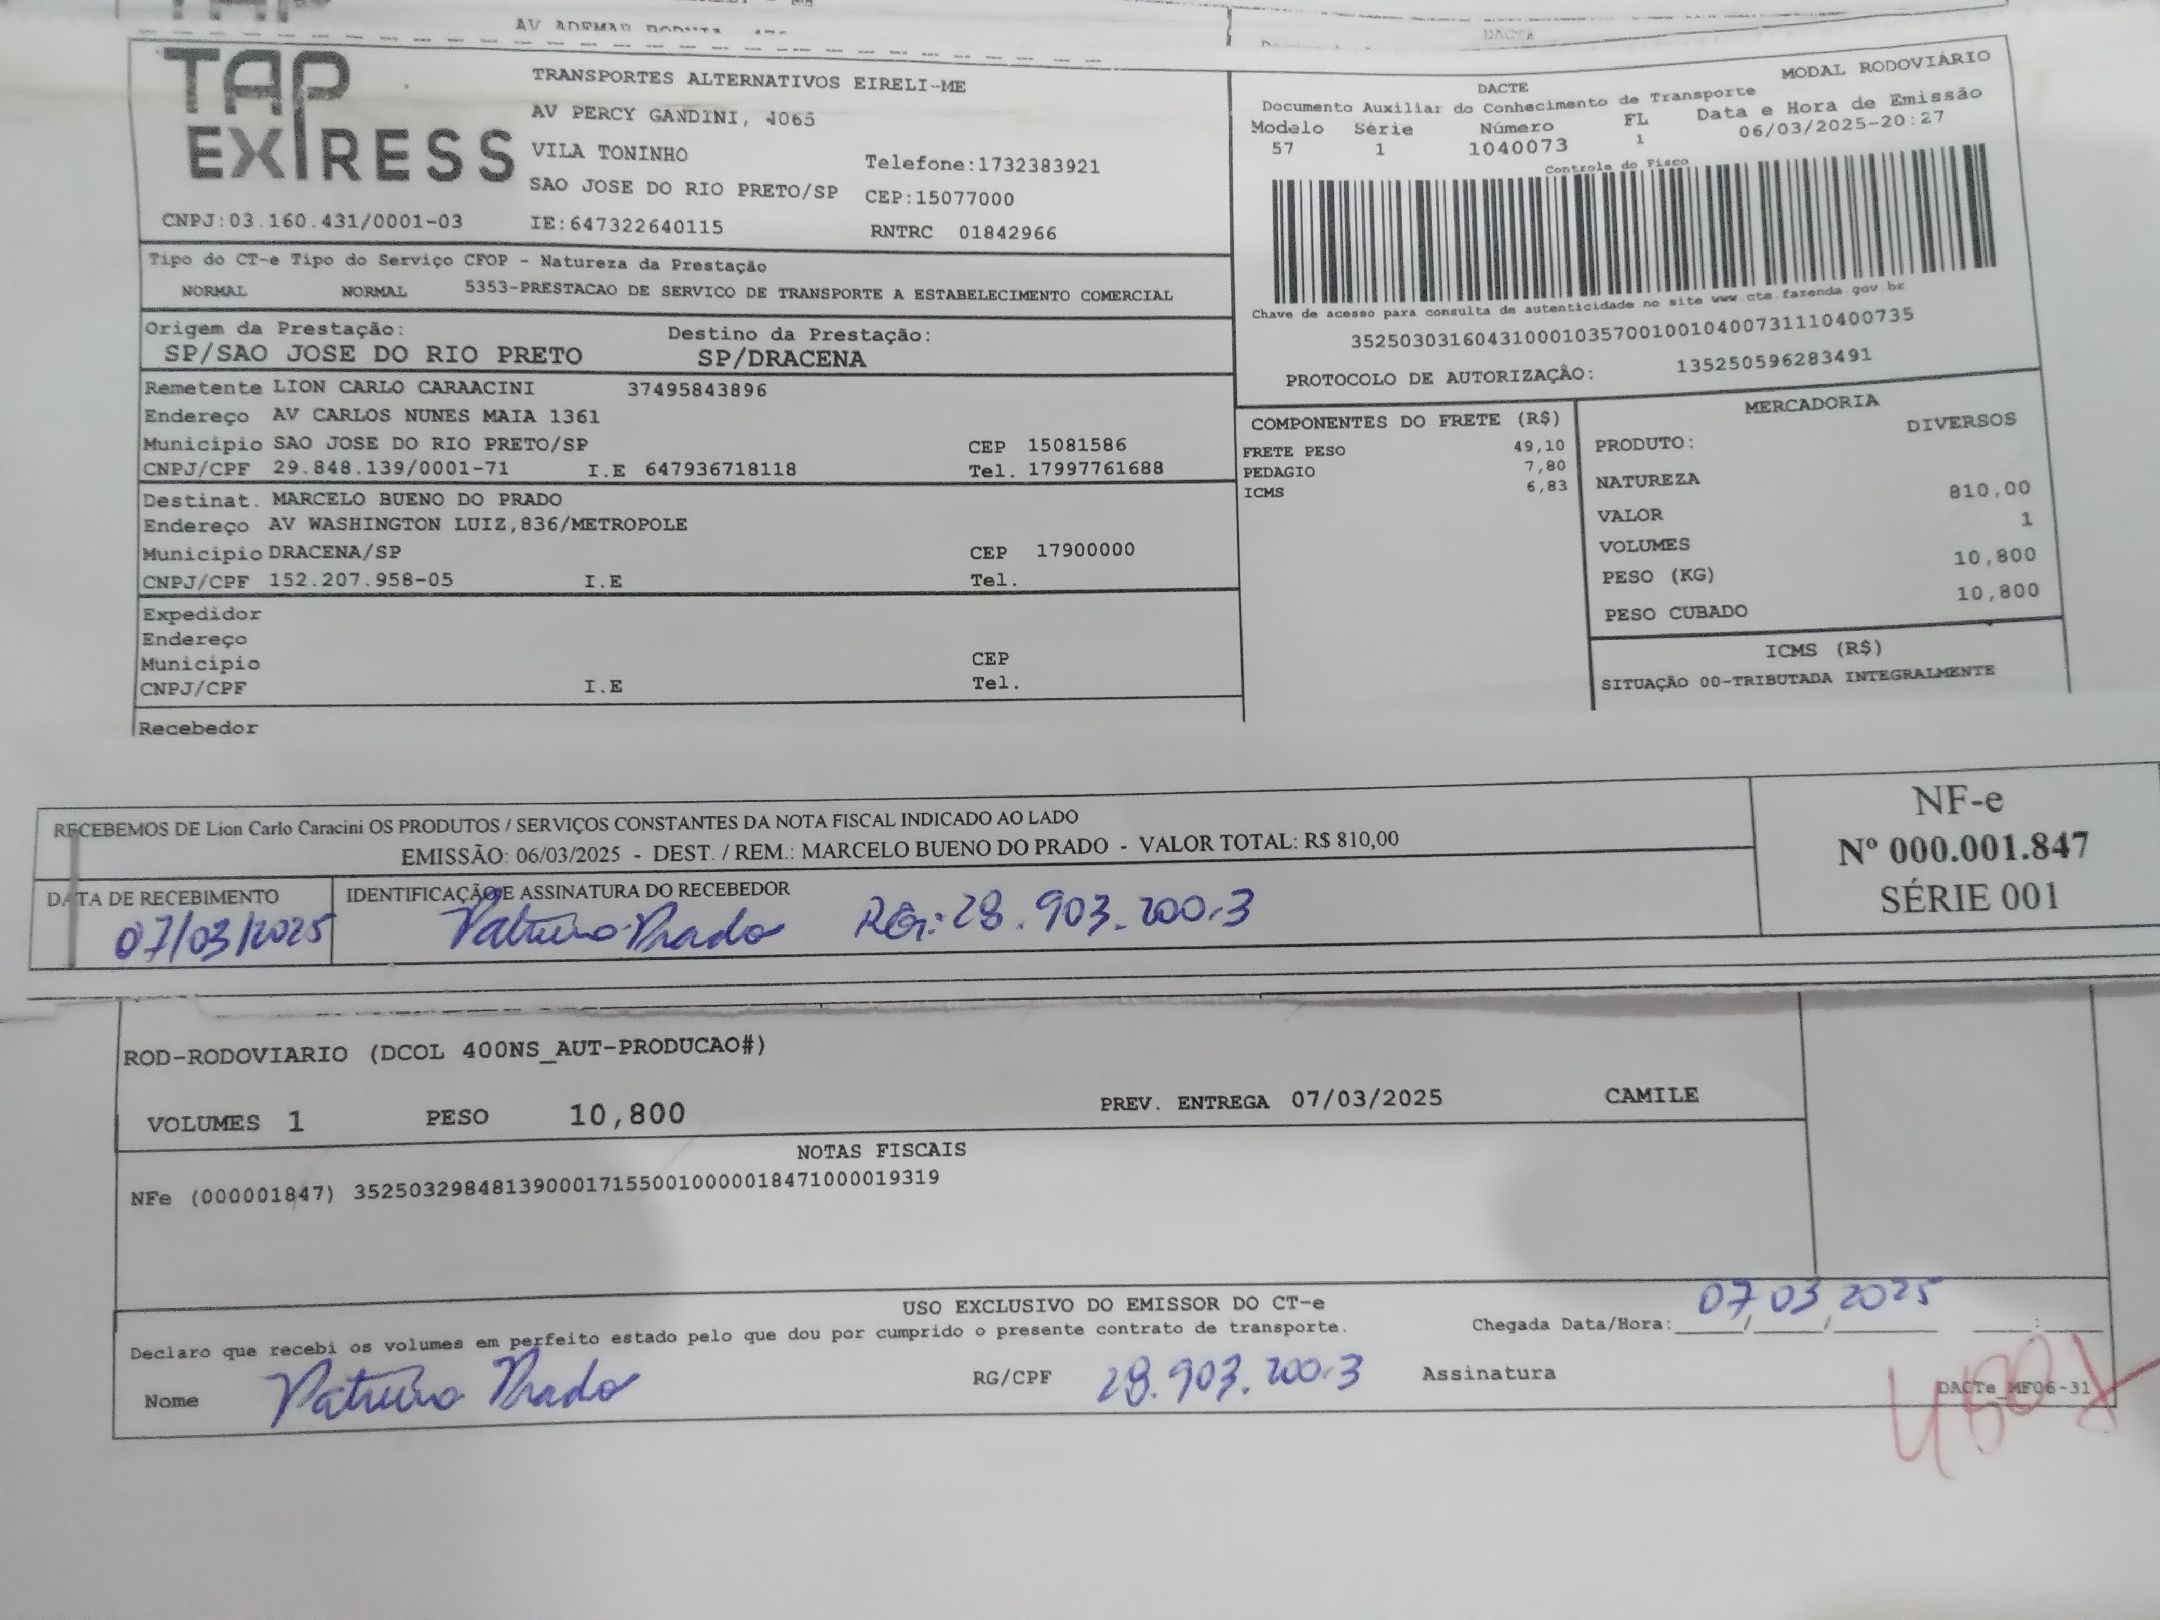 AV ADEMAR
DACTE
TAP
EXPRESS
TRANSPORTES ALTERNATIVOS EIRELI-ME
AV PERCY GANDINI, 4065
VILA TONINHO
Telefone:1732383921
SAO JOSE DO RIO PRETO/SP CEP:15077000
CNPJ:03.160.431/0001-03 IE:647322640115 RNTRC 01842966
DACTE MODAL RODOVIÁRIO
Documento Auxiliar do Conhecimento de Transporte
Modelo Série Número FL Data e Hora de Emissão
57 1 1040073 1 06/03/2025-20:27
Controle do Fisco
Chave de acesso para consulta de autenticidade no site www.cte.fazenda.gov.br
35250303160431000103570010010400731110400735
PROTOCOLO DE AUTORIZAÇÃO: 135250596283491
Tipo do CT-e Tipo do Serviço CFOP - Natureza da Prestação
NORMAL NORMAL 5353-PRESTACAO DE SERVICO DE TRANSPORTE A ESTABELECIMENTO COMERCIAL
Origem da Prestação: Destino da Prestação:
SP/SAO JOSE DO RIO PRETO SP/DRACENA
Remetente LION CARLO CARAACINI 37495843896
Endereço AV CARLOS NUNES MAIA 1361
Município SAO JOSE DO RIO PRETO/SP CEP 15081586
CNPJ/CPF 29.848.139/0001-71 I.E 647936718118 Tel. 17997761688
Destinat. MARCELO BUENO DO PRADO
Endereço AV WASHINGTON LUIZ,836/METROPOLE
Município DRACENA/SP CEP 17900000
CNPJ/CPF 152.207.958-05 I.E Tel.
Expedidor
Endereço
Município CEP
CNPJ/CPF I.E Tel.
Recebedor
COMPONENTES DO FRETE (R$)
FRETE PESO 49,10
PEDAGIO 7,80
ICMS 6,83
MERCADORIA
PRODUTO: DIVERSOS
NATUREZA
VALOR 810,00
VOLUMES 1
PESO (KG) 10,800
PESO CUBADO 10,800
ICMS (R$)
SITUAÇÃO 00-TRIBUTADA INTEGRALMENTE
RECEBEMOS DE Lion Carlo Caracini OS PRODUTOS / SERVIÇOS CONSTANTES DA NOTA FISCAL INDICADO AO LADO
EMISSÃO: 06/03/2025 - DEST. / REM.: MARCELO BUENO DO PRADO - VALOR TOTAL: R$ 810,00
NF-e
Nº 000.001.847
SÉRIE 001
DATA DE RECEBIMENTO IDENTIFICAÇÃO E ASSINATURA DO RECEBEDOR
07/03/2025 Prado RG: 28.903.200-3
ROD-RODOVIARIO (DCOL 400NS_AUT-PRODUCAO#)
VOLUMES 1 PESO 10,800 PREV. ENTREGA 07/03/2025 CAMILE
NOTAS FISCAIS
NFe (000001847) 35250329848139000171550010000018471000019319
USO EXCLUSIVO DO EMISSOR DO CT-e
Declaro que recebi os volumes em perfeito estado pelo que dou por cumprido o presente contrato de transporte. Chegada Data/Hora: 07/03/2025 :
Nome Prado RG/CPF 28.903.200-3 Assinatura
DACTe_MF06-31